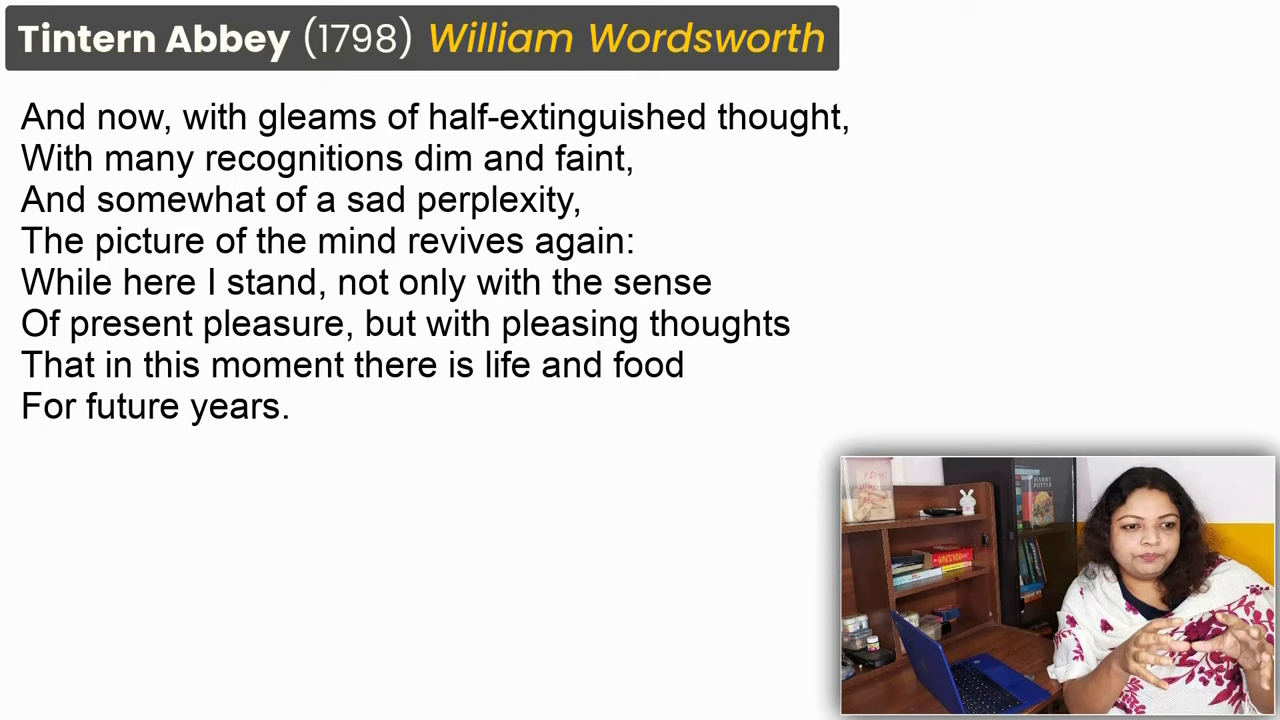 Tintern Abbey (1798) William Wordsworth
And now, with gleams of half-extinguished thought,
With many recognitions dim and faint,
And somewhat of a sad perplexity,
The picture of the mind revives again:
While here I stand, not only with the sense
Of present pleasure, but with pleasing thoughts
That in this moment there is life and food
For future years.
HARRY
POTTER